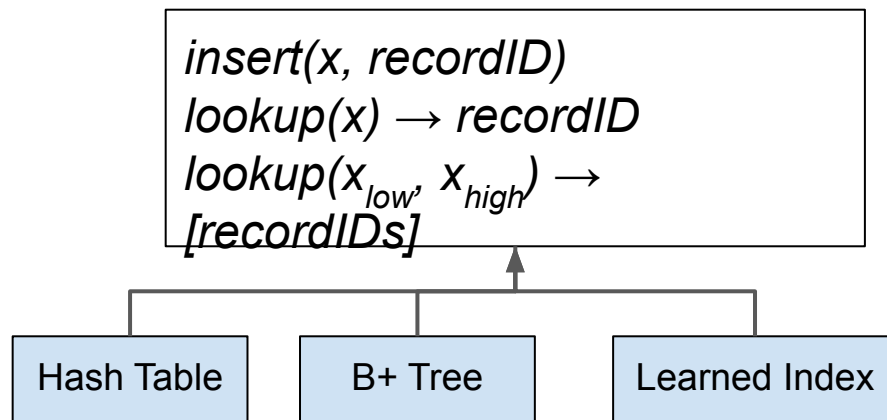 insert(x, recordID)
lookup(x) → recordID
lookup(x_low, x_high) →
[recordIDs]
Hash Table
B+ Tree
Learned Index